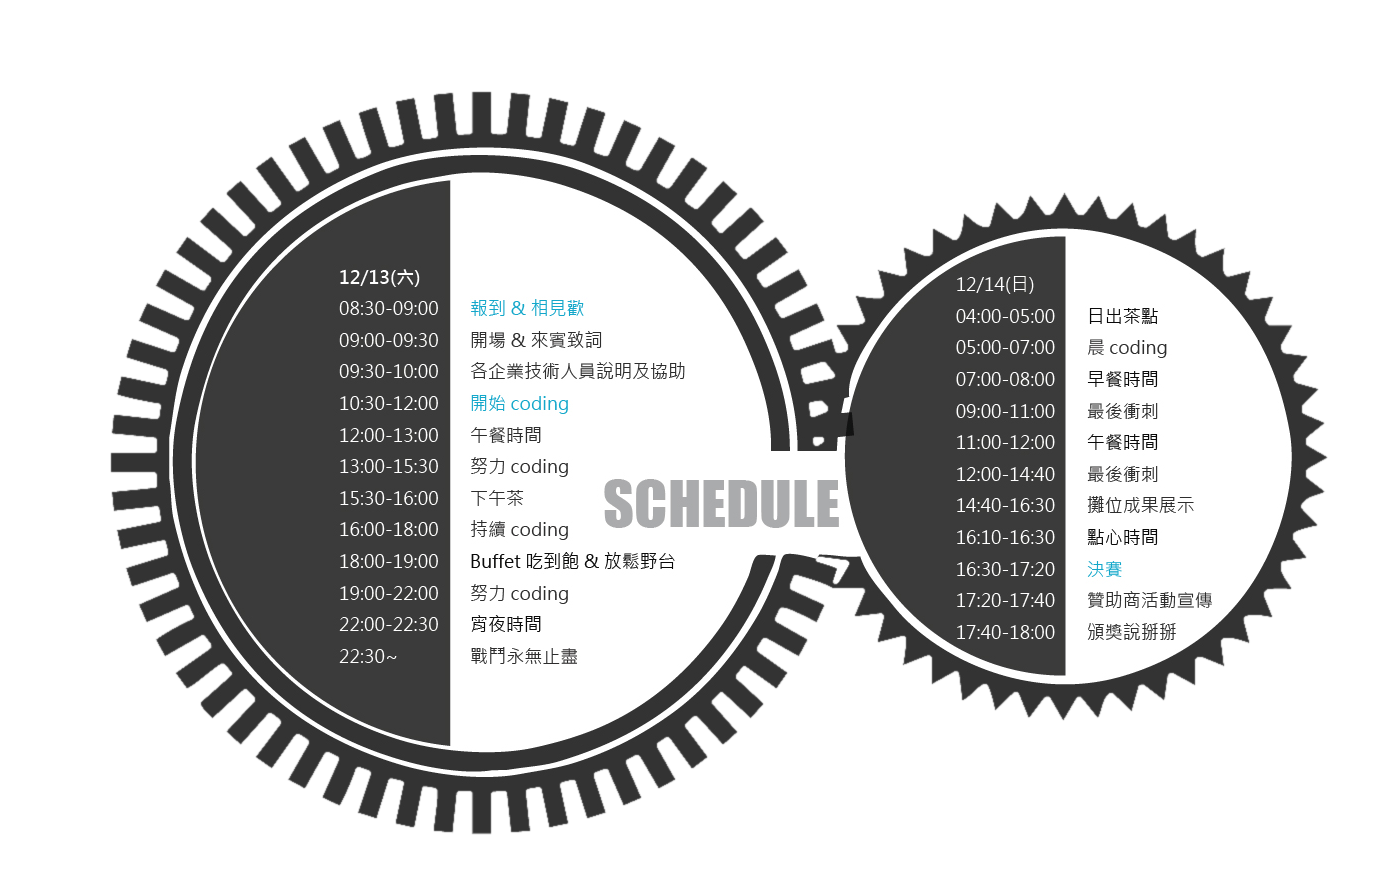 12/13(六)
08:30-09:00 報到 & 相見歡
09:00-09:30 開場 & 來賓致詞
09:30-10:00 各企業技術人員說明及協助
10:30-12:00 開始 coding
12:00-13:00 午餐時間
13:00-15:30 努力 coding
15:30-16:00 下午茶
16:00-18:00 持續 coding
18:00-19:00 Buffet 吃到飽 & 放鬆野台
19:00-22:00 努力 coding
22:00-22:30 宵夜時間
22:30~ 戰鬥永無止盡
SCHEDULE
12/14(日)
04:00-05:00 日出茶點
05:00-07:00 晨 coding
07:00-08:00 早餐時間
09:00-11:00 最後衝刺
11:00-12:00 午餐時間
12:00-14:40 最後衝刺
14:40-16:30 攤位成果展示
16:10-16:30 點心時間
16:30-17:20 決賽
17:20-17:40 贊助商活動宣傳
17:40-18:00 頒獎說掰掰